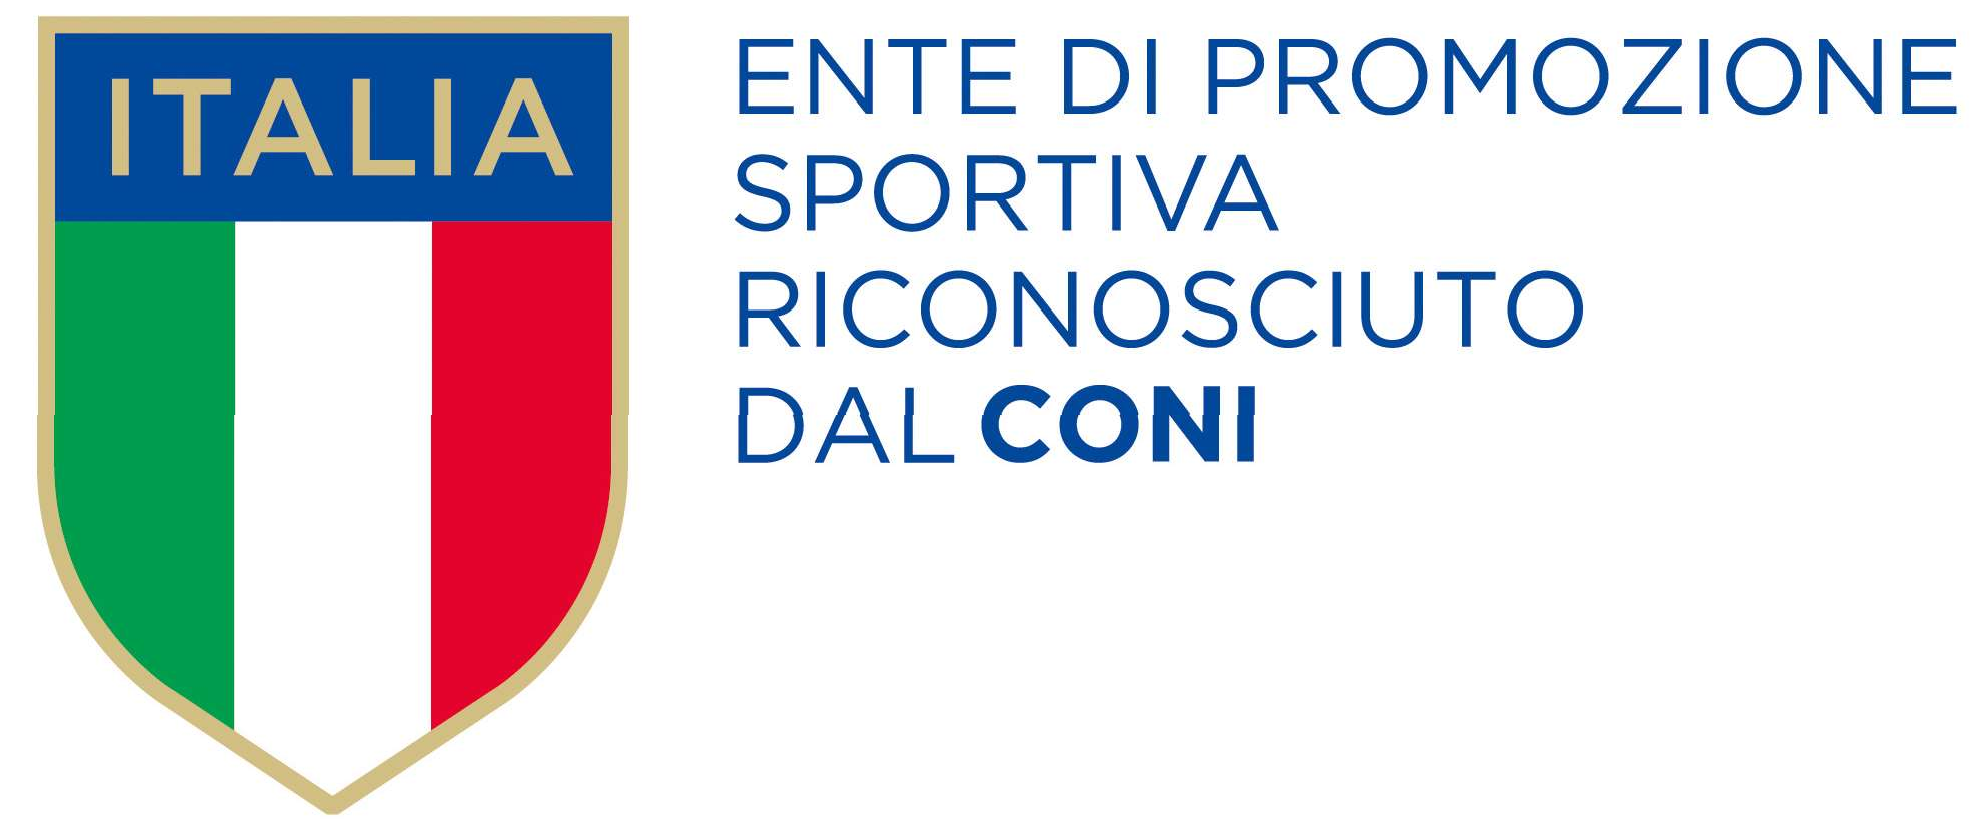 ITALIA
ENTE DI PROMOZIONE
SPORTIVA
RICONOSCIUTO
DAL CONI